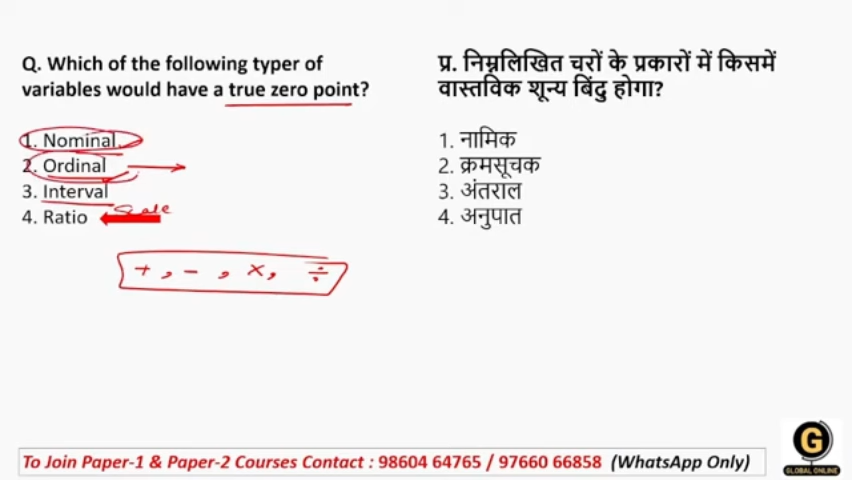 Q. Which of the following typer of
variables would have a true zero point?
1. Nominal
2. Ordinal
3. Interval
4. Ratio
Scale
+, -, ×, ÷
प्र. निम्नलिखित चरों के प्रकारों में किसमें
वास्तविक शून्य बिंदु होगा?
1. नामिक
2. क्रमसूचक
3. अंतराल
4. अनुपात
G
GLOBAL ONLINE
To Join Paper-1 & Paper-2 Courses Contact : 98604 64765 / 97660 66858 (WhatsApp Only)